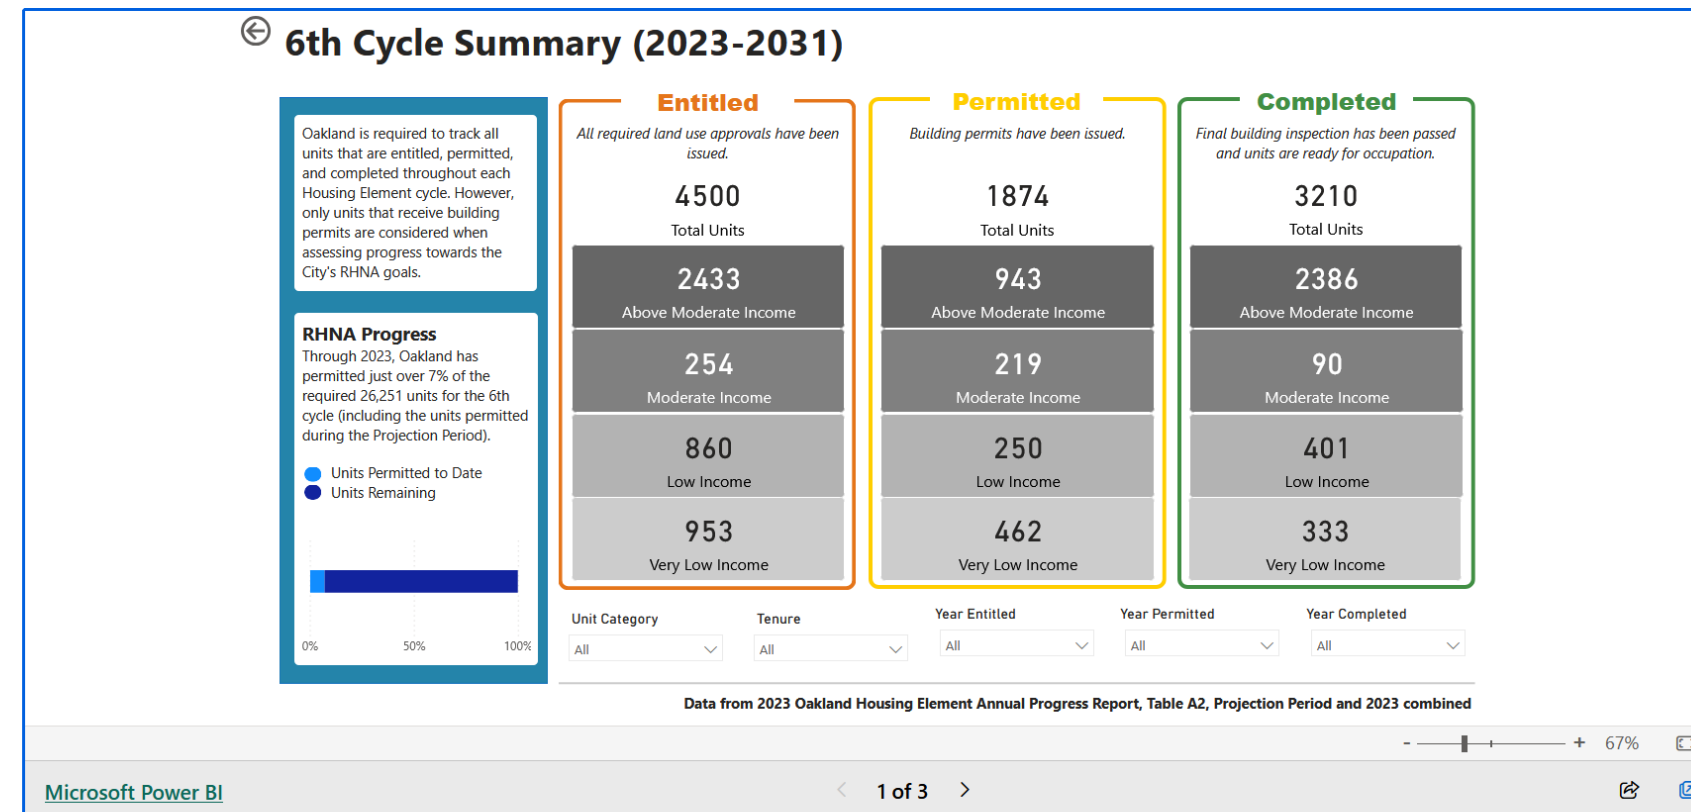 6th Cycle Summary (2023-2031)
Oakland is required to track all
units that are entitled, permitted,
and completed throughout each
Housing Element cycle. However,
only units that receive building
permits are considered when
assessing progress towards the
City's RHNA goals.
RHNA Progress
Through 2023, Oakland has
permitted just over 7% of the
required 26,251 units for the 6th
cycle (including the units permitted
during the Projection Period).
Units Permitted to Date
Units Remaining
0% 50% 100%
Entitled
All required land use approvals have been
issued.
4500
Total Units
2433
Above Moderate Income
254
Moderate Income
860
Low Income
953
Very Low Income
Permitted
Building permits have been issued.
1874
Total Units
943
Above Moderate Income
219
Moderate Income
250
Low Income
462
Very Low Income
Completed
Final building inspection has been passed
and units are ready for occupation.
3210
Total Units
2386
Above Moderate Income
90
Moderate Income
401
Low Income
333
Very Low Income
Unit Category
All
Tenure
All
Year Entitled
All
Year Permitted
All
Year Completed
All
Data from 2023 Oakland Housing Element Annual Progress Report, Table A2, Projection Period and 2023 combined
- + 67%
Microsoft Power BI
1 of 3